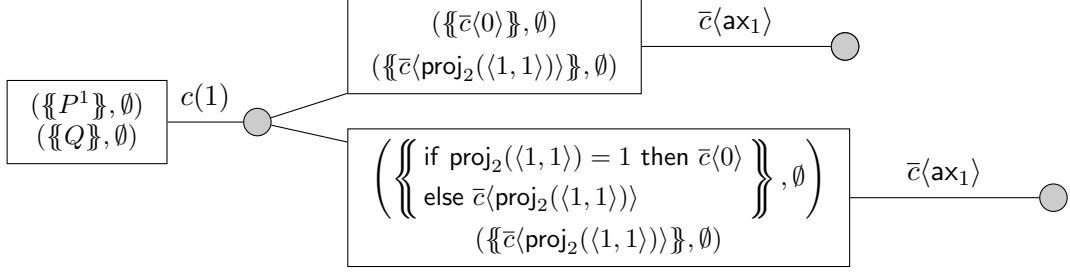 ({{P¹}}, ∅)
({{Q}}, ∅)
c(1)
({{c̅⟨0⟩}}, ∅)
({{c̅⟨proj₂(⟨1, 1⟩)⟩}}, ∅)
c̅⟨ax₁⟩
({{if proj₂(⟨1, 1⟩) = 1 then c̅⟨0⟩
else c̅⟨proj₂(⟨1, 1⟩)⟩}}, ∅)
({{c̅⟨proj₂(⟨1, 1⟩)⟩}}, ∅)
c̅⟨ax₁⟩